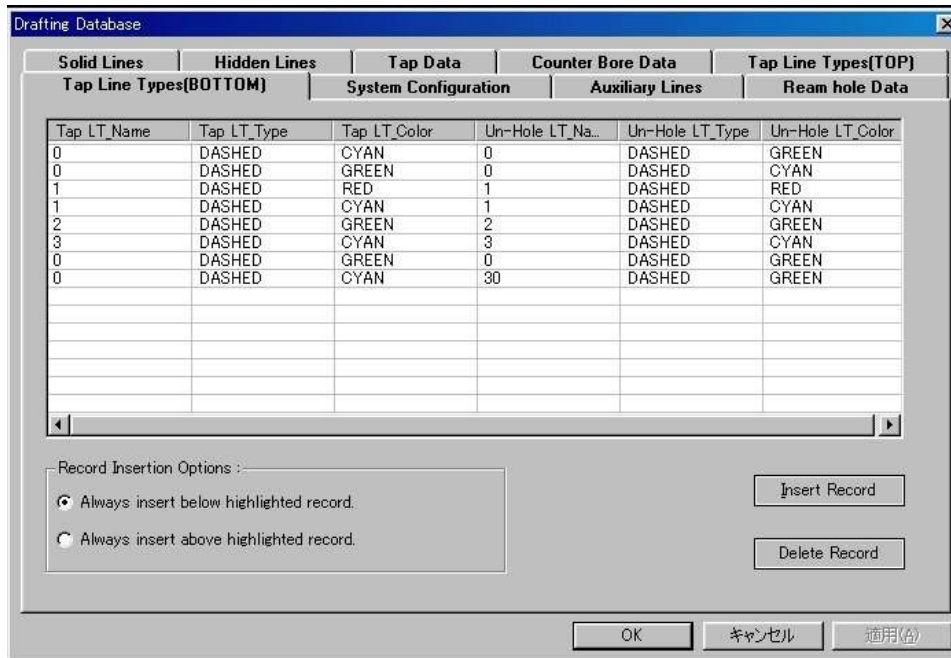 Drafting Database
Solid Lines Hidden Lines Tap Data Counter Bore Data Tap Line Types(TOP)
Tap Line Types(BOTTOM) System Configuration Auxiliary Lines Ream hole Data
Tap LT_Name Tap LT_Type Tap LT_Color Un-Hole LT_Na... Un-Hole LT_Type Un-Hole LT_Color
0 DASHED CYAN 0 DASHED GREEN
0 DASHED GREEN 0 DASHED CYAN
1 DASHED RED 1 DASHED RED
1 DASHED CYAN 1 DASHED CYAN
2 DASHED GREEN 2 DASHED GREEN
3 DASHED CYAN 3 DASHED CYAN
0 DASHED GREEN 0 DASHED GREEN
0 DASHED CYAN 30 DASHED GREEN
Record Insertion Options :
Always insert below highlighted record.
Always insert above highlighted record.
Insert Record
Delete Record
OK キャンセル 適用(A)